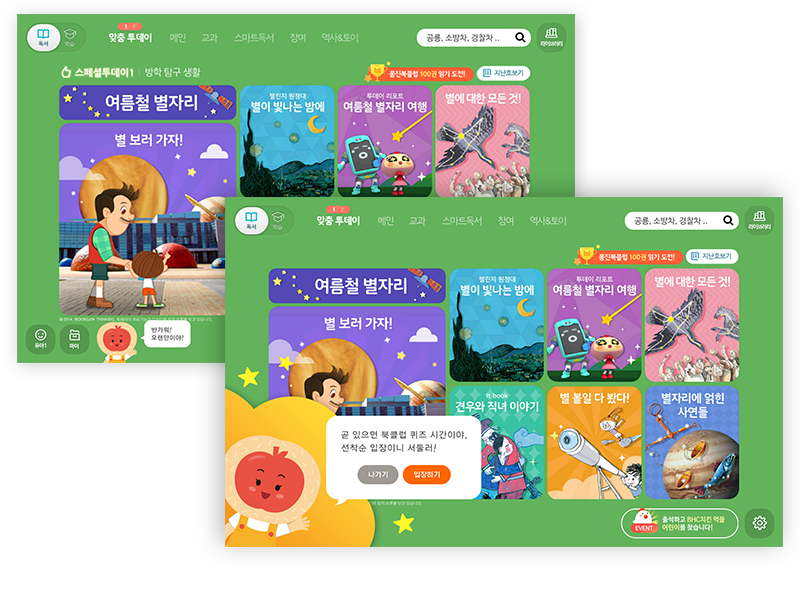 독서
학습
1 2
맞춤 투데이
메인
교과
스마트독서
참여
역사&토이
공룡, 소방차, 경찰차 ..
라이브러리
스페셜투데이1 | 방학 탐구 생활
웅진북클럽 100권 읽기 도전!
지난호보기
여름철 별자리
별 보러 가자!
챌린지 원정대
별이 빛나는 밤에
투데이 리포트
여름철 별자리 여행
별에 대한 모든 것!
유아1
마이
반가워!
오랜만이야!
독서
학습
1 2
맞춤 투데이
메인
교과
스마트독서
참여
역사&토이
공룡, 소방차, 경찰차 ..
라이브러리
웅진북클럽 100권 읽기 도전!
지난호보기
여름철 별자리
별 보러 가자!
챌린지 원정대
별이 빛나는 밤에
투데이 리포트
여름철 별자리 여행
별에 대한 모든 것!
It book
견우와 직녀 이야기
별 볼일 다 봤다!
별자리에 얽힌
사연들
곧 있으면 북클럽 퀴즈 시간이야,
선착순 입장이니 서둘러!
나가기
입장하기
EVENT
출석하고 BHC치킨 먹을
어린이를 찾습니다!